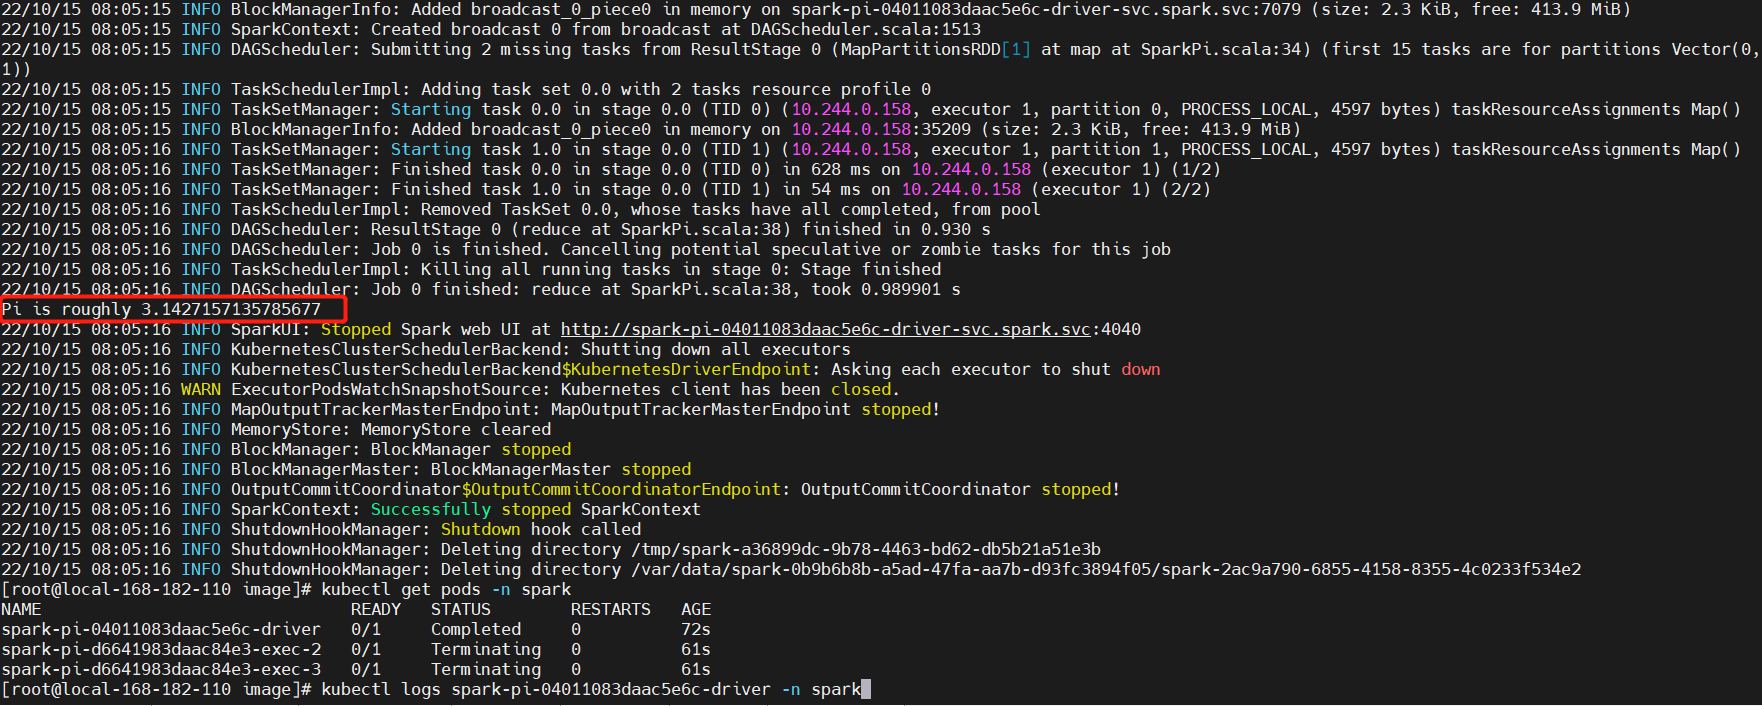 22/10/15 08:05:15 INFO BlockManagerInfo: Added broadcast_0_piece0 in memory on spark-pi-04011083daac5e6c-driver-svc.spark.svc:7079 (size: 2.3 KiB, free: 413.9 MiB)
22/10/15 08:05:15 INFO SparkContext: Created broadcast 0 from broadcast at DAGScheduler.scala:1513
22/10/15 08:05:15 INFO DAGScheduler: Submitting 2 missing tasks from ResultStage 0 (MapPartitionsRDD[1] at map at SparkPi.scala:34) (first 15 tasks are for partitions Vector(0,
1))
22/10/15 08:05:15 INFO TaskSchedulerImpl: Adding task set 0.0 with 2 tasks resource profile 0
22/10/15 08:05:15 INFO TaskSetManager: Starting task 0.0 in stage 0.0 (TID 0) (10.244.0.158, executor 1, partition 0, PROCESS_LOCAL, 4597 bytes) taskResourceAssignments Map()
22/10/15 08:05:15 INFO BlockManagerInfo: Added broadcast_0_piece0 in memory on 10.244.0.158:35209 (size: 2.3 KiB, free: 413.9 MiB)
22/10/15 08:05:16 INFO TaskSetManager: Starting task 1.0 in stage 0.0 (TID 1) (10.244.0.158, executor 1, partition 1, PROCESS_LOCAL, 4597 bytes) taskResourceAssignments Map()
22/10/15 08:05:16 INFO TaskSetManager: Finished task 0.0 in stage 0.0 (TID 0) in 628 ms on 10.244.0.158 (executor 1) (1/2)
22/10/15 08:05:16 INFO TaskSetManager: Finished task 1.0 in stage 0.0 (TID 1) in 54 ms on 10.244.0.158 (executor 1) (2/2)
22/10/15 08:05:16 INFO TaskSchedulerImpl: Removed TaskSet 0.0, whose tasks have all completed, from pool
22/10/15 08:05:16 INFO DAGScheduler: ResultStage 0 (reduce at SparkPi.scala:38) finished in 0.930 s
22/10/15 08:05:16 INFO DAGScheduler: Job 0 is finished. Cancelling potential speculative or zombie tasks for this job
22/10/15 08:05:16 INFO TaskSchedulerImpl: Killing all running tasks in stage 0: Stage finished
22/10/15 08:05:16 INFO DAGScheduler: Job 0 finished: reduce at SparkPi.scala:38, took 0.989901 s
Pi is roughly 3.1427157135785677
22/10/15 08:05:16 INFO SparkUI: Stopped Spark web UI at http://spark-pi-04011083daac5e6c-driver-svc.spark.svc:4040
22/10/15 08:05:16 INFO KubernetesClusterSchedulerBackend: Shutting down all executors
22/10/15 08:05:16 INFO KubernetesClusterSchedulerBackend$KubernetesDriverEndpoint: Asking each executor to shut down
22/10/15 08:05:16 WARN ExecutorPodsWatchSnapshotSource: Kubernetes client has been closed.
22/10/15 08:05:16 INFO MapOutputTrackerMasterEndpoint: MapOutputTrackerMasterEndpoint stopped!
22/10/15 08:05:16 INFO MemoryStore: MemoryStore cleared
22/10/15 08:05:16 INFO BlockManager: BlockManager stopped
22/10/15 08:05:16 INFO BlockManagerMaster: BlockManagerMaster stopped
22/10/15 08:05:16 INFO OutputCommitCoordinator$OutputCommitCoordinatorEndpoint: OutputCommitCoordinator stopped!
22/10/15 08:05:16 INFO SparkContext: Successfully stopped SparkContext
22/10/15 08:05:16 INFO ShutdownHookManager: Shutdown hook called
22/10/15 08:05:16 INFO ShutdownHookManager: Deleting directory /tmp/spark-a36899dc-9b78-4463-bd62-db5b21a51e3b
22/10/15 08:05:16 INFO ShutdownHookManager: Deleting directory /var/data/spark-0b9b6b8b-a5ad-47fa-aa7b-d93fc3894f05/spark-2ac9a790-6855-4158-8355-4c0233f534e2
[root@local-168-182-110 image]# kubectl get pods -n spark
NAME READY STATUS RESTARTS AGE
spark-pi-04011083daac5e6c-driver 0/1 Completed 0 72s
spark-pi-d6641983daac84e3-exec-2 0/1 Terminating 0 61s
spark-pi-d6641983daac84e3-exec-3 0/1 Terminating 0 61s
[root@local-168-182-110 image]# kubectl logs spark-pi-04011083daac5e6c-driver -n spark